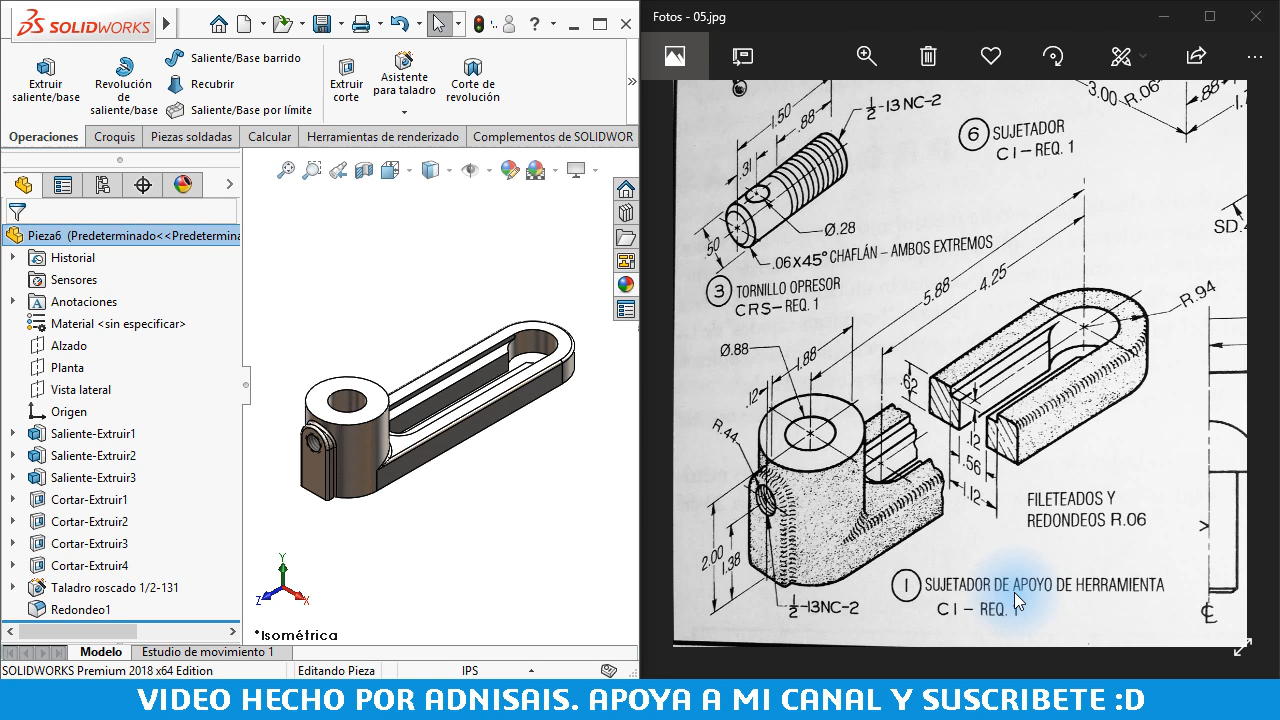 SOLIDWORKS
?
Extruir
saliente/base
Revolución
de
saliente/base
Saliente/Base barrido
Recubrir
Saliente/Base por límite
Extruir
corte
Asistente
para taladro
Corte de
revolución
Operaciones
Croquis
Piezas soldadas
Calcular
Herramientas de renderizado
Complementos de SOLIDWOR
Pieza6 (Predeterminado<<Predetermina
Historial
Sensores
Anotaciones
Material <sin especificar>
Alzado
Planta
Vista lateral
Origen
Saliente-Extruir1
Saliente-Extruir2
Saliente-Extruir3
Cortar-Extruir1
Cortar-Extruir2
Cortar-Extruir3
Cortar-Extruir4
Taladro roscado 1/2-131
Redondeo1
Y
Z
X
*Isométrica
Modelo
Estudio de movimiento 1
SOLIDWORKS Premium 2018 x64 Edition
Editando Pieza
IPS
Fotos - 05.jpg
1.50
.88
.31
1/2-13 NC-2
6 SUJETADOR
C I - REQ. 1
3.00
R.06
.88
SD.
Ø.28
.50
.06X45° CHAFLÁN - AMBOS EXTREMOS
3 TORNILLO OPRESOR
CRS-REQ. 1
5.88
4.25
R.94
Ø.88
1.88
.12
.62
R.44
.12
.56
1.12
FILETEADOS Y
REDONDEOS R.06
2.00
1.38
1/2-13NC-2
1 SUJETADOR DE APOYO DE HERRAMIENTA
C I - REQ. 1
VIDEO HECHO POR ADNISAIS. APOYA A MI CANAL Y SUSCRIBETE :D